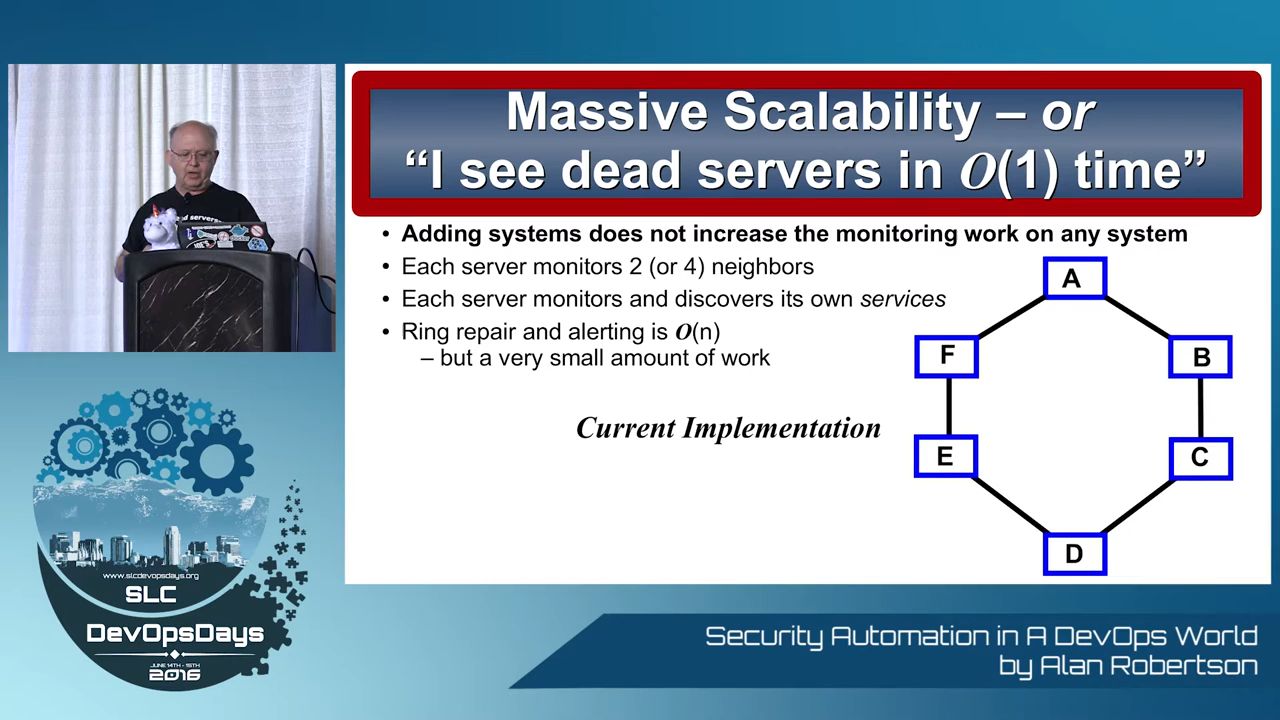 Massive Scalability – or
“I see dead servers in O(1) time”
• Adding systems does not increase the monitoring work on any system
• Each server monitors 2 (or 4) neighbors
• Each server monitors and discovers its own services
• Ring repair and alerting is O(n)
– but a very small amount of work
Current Implementation
A
F
B
E
C
D
dead servers
www.slcdevopsdays.org
SLC
DevOpsDays
JUNE 14TH - 15TH
2016
Security Automation in A DevOps World
by Alan Robertson